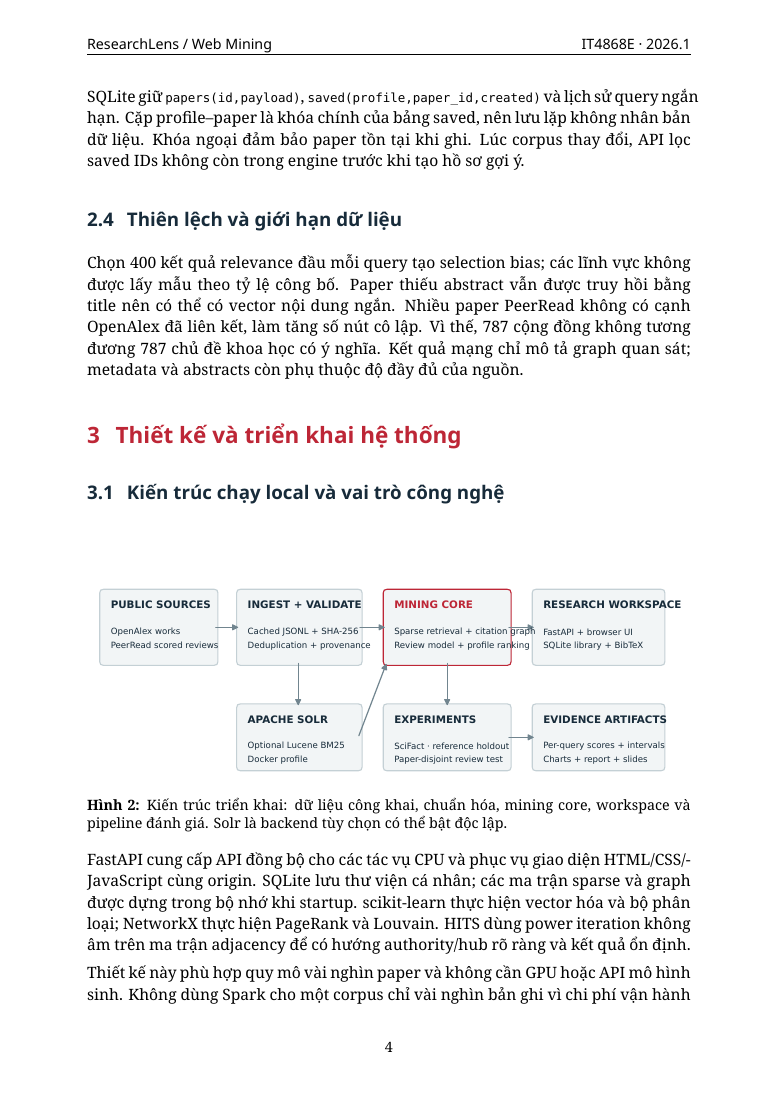 ResearchLens / Web Mining
IT4868E · 2026.1
SQLite giữ papers(id,payload), saved(profile,paper_id,created) và lịch sử query ngắn
hạn. Cặp profile–paper là khóa chính của bảng saved, nên lưu lặp không nhân bản
dữ liệu. Khóa ngoại đảm bảo paper tồn tại khi ghi. Lúc corpus thay đổi, API lọc
saved IDs không còn trong engine trước khi tạo hồ sơ gợi ý.
2.4 Thiên lệch và giới hạn dữ liệu
Chọn 400 kết quả relevance đầu mỗi query tạo selection bias; các lĩnh vực không
được lấy mẫu theo tỷ lệ công bố. Paper thiếu abstract vẫn được truy hồi bằng
title nên có thể có vector nội dung ngắn. Nhiều paper PeerRead không có cạnh
OpenAlex đã liên kết, làm tăng số nút cô lập. Vì thế, 787 cộng đồng không tương
đương 787 chủ đề khoa học có ý nghĩa. Kết quả mạng chỉ mô tả graph quan sát;
metadata và abstracts còn phụ thuộc độ đầy đủ của nguồn.
3 Thiết kế và triển khai hệ thống
3.1 Kiến trúc chạy local và vai trò công nghệ
PUBLIC SOURCES
OpenAlex works
PeerRead scored reviews
INGEST + VALIDATE
Cached JSONL + SHA-256
Deduplication + provenance
MINING CORE
Sparse retrieval + citation graph
Review model + profile ranking
RESEARCH WORKSPACE
FastAPI + browser UI
SQLite library + BibTeX
APACHE SOLR
Optional Lucene BM25
Docker profile
EXPERIMENTS
SciFact · reference holdout
Paper-disjoint review test
EVIDENCE ARTIFACTS
Per-query scores + intervals
Charts + report + slides
Hình 2: Kiến trúc triển khai: dữ liệu công khai, chuẩn hóa, mining core, workspace và
pipeline đánh giá. Solr là backend tùy chọn có thể bật độc lập.
FastAPI cung cấp API đồng bộ cho các tác vụ CPU và phục vụ giao diện HTML/CSS/-
JavaScript cùng origin. SQLite lưu thư viện cá nhân; các ma trận sparse và graph
được dựng trong bộ nhớ khi startup. scikit-learn thực hiện vector hóa và bộ phân
loại; NetworkX thực hiện PageRank và Louvain. HITS dùng power iteration không
âm trên ma trận adjacency để có hướng authority/hub rõ ràng và kết quả ổn định.
Thiết kế này phù hợp quy mô vài nghìn paper và không cần GPU hoặc API mô hình
sinh. Không dùng Spark cho một corpus chỉ vài nghìn bản ghi vì chi phí vận hành
4